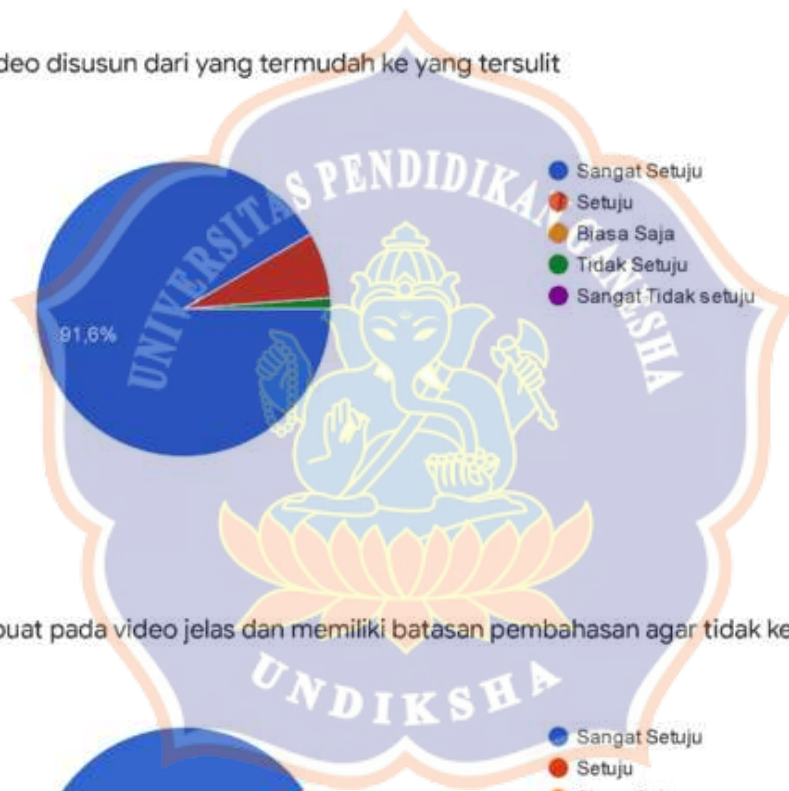 deo disusun dari yang termudah ke yang tersulit
UNIVERSITAS PENDIDIKAN GANESHA
Sangat Setuju
Setuju
Biasa Saja
Tidak Setuju
Sangat Tidak setuju
91,6%
buat pada video jelas dan memiliki batasan pembahasan agar tidak ke
UNDIKSHA
Sangat Setuju
Setuju